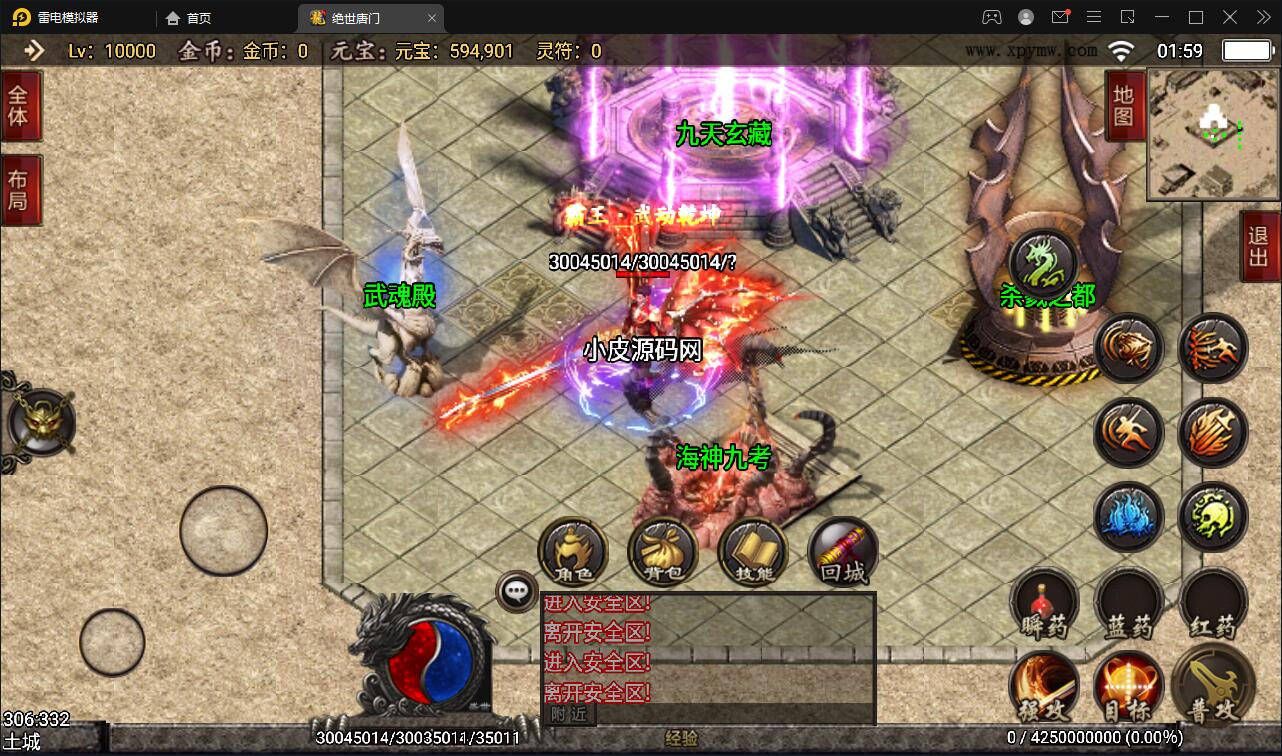 雷电模拟器
首页
绝世唐门
Lv: 10000
金币: 金币: 0
元宝: 元宝: 594,901
灵符: 0
www.xpymw.com
01:59
全体
布局
地图
退出
九天玄藏
霸王·武动乾坤
30045014/30045014/?
武魂殿
杀戮之都
小皮源码网
海神九考
角色
背包
技能
回城
进入安全区!
离开安全区!
进入安全区!
离开安全区!
附近
瞬药
蓝药
红药
强攻
目标
普攻
306:332
土城
30045014/30035014/35011
经验
0 / 4250000000 (0.00%)